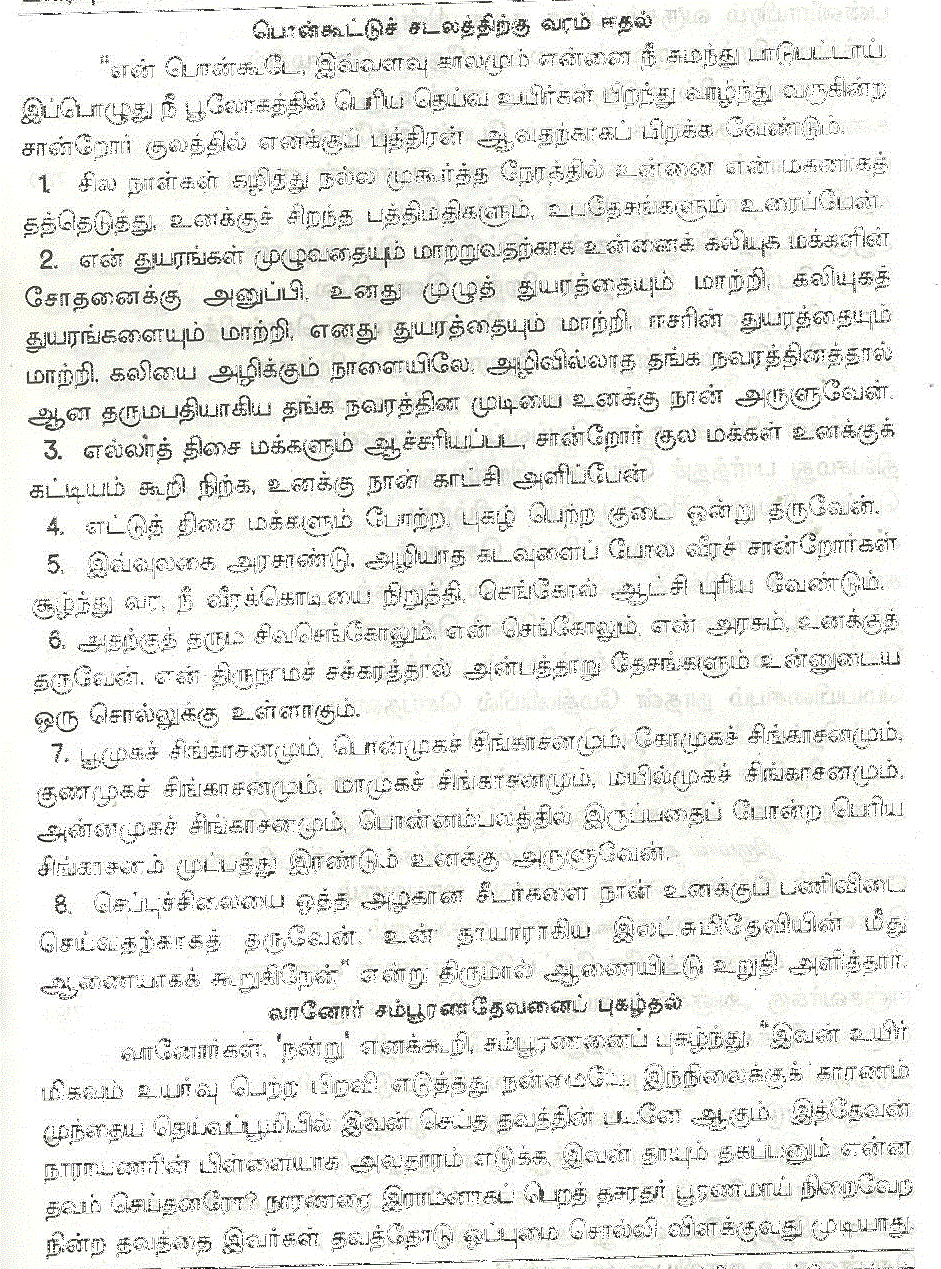 பொன்கூட்டுச் சடலத்திற்கு வரம் ஈதல்
"என் பொன்கூடே, இவ்வளவு காலமும் என்னை நீ சுமந்து பாடுபட்டாய்.
இப்பொழுது நீ பூலோகத்தில் பெரிய தெய்வ உயிர்கள் பிறந்து வாழ்ந்து வருகின்ற
சான்றோர் குலத்தில் எனக்குப் புத்திரன் ஆவதற்காகப் பிறக்க வேண்டும்.
1. சில நாள்கள் கழித்து நல்ல முகூர்த்த நேரத்தில் உன்னை என் மகனாகத்
தத்தெடுத்து, உனக்குச் சிறந்த புத்திமதிகளும், உபதேசங்களும் உரைப்பேன்.
2. என் துயரங்கள் முழுவதையும் மாற்றுவதற்காக உன்னைக் கலியுக மக்களின்
சோதனைக்கு அனுப்பி, உனது முழுத் துயரத்தையும் மாற்றி, கலியுகத்
துயரங்களையும் மாற்றி, எனது துயரத்தையும் மாற்றி, ஈசரின் துயரத்தையும்
மாற்றி, கலியை அழிக்கும் நாளையிலே, அழிவில்லாத தங்க நவரத்தினத்தால்
ஆன தருமபதியாகிய தங்க நவரத்தின முடியை உனக்கு நான் அருளுவேன்.
3. எல்லாத் திசை மக்களும் ஆச்சரியப்பட, சான்றோர் குல மக்கள் உனக்குக்
கட்டியம் கூறி நிற்க, உனக்கு நான் காட்சி அளிப்பேன்
4. எட்டுத் திசை மக்களும் போற்ற, புகழ் பெற்ற குடை ஒன்று தருவேன்.
5. இவ்வுலகை அரசாண்டு, அழியாத கடவுளைப் போல வீரச் சான்றோர்கள்
சூழ்ந்து வர, நீ வீரக்கொடியை நிறுத்தி, செங்கோல் ஆட்சி புரிய வேண்டும்.
6. அதற்குத் தரும சிவசெங்கோலும், என் செங்கோலும், என் அரசும், உனக்குத்
தருவேன். என் திருநாமச் சக்கரத்தால் அன்பத்தாறு தேசங்களும் உன்னுடைய
ஒரு சொல்லுக்கு உள்ளாகும்.
7. பூமுகச் சிங்காசனமும், பொன்முகச் சிங்காசனமும், கோமுகச் சிங்காசனமும்,
குணமுகச் சிங்காசனமும், மாமுகச் சிங்காசனமும், மயில்முகச் சிங்காசனமும்,
அன்னமுகச் சிங்காசனமும், பொன்னம்பலத்தில் இருப்பதைப் போன்ற பெரிய
சிங்காசனம் முப்பத்து இரண்டும் உனக்கு அருளுவேன்.
8. செப்புச்சிலையை ஒத்த அழகான சீடர்களை நான் உனக்குப் பணிவிடை
செய்வதற்காகத் தருவேன். உன் தாயாராகிய இலட்சுமிதேவியின் மீது
ஆணையாகக் கூறுகிறேன்" என்று திருமால் ஆணையிட்டு உறுதி அளித்தார்.
வானோர் சம்பூரணதேவனைப் புகழ்தல்
வானோர்கள், 'நன்று' எனக்கூறி, சம்பூரணனைப் புகழ்ந்து, "இவன் உயிர்
மிகவும் உயர்வு பெற்ற பிறவி எடுத்தது நன்மையே. இந்நிலைக்குக் காரணம்
முந்தைய தெய்வப்பூமியில் இவன் செய்த தவத்தின் பயனே ஆகும். இத்தேவன்
நாராயணரின் பிள்ளையாக அவதாரம் எடுக்க, இவன் தாயும் தகப்பனும் என்ன
தவம் செய்தனரோ? நாரணரை இராமனாகப் பெறத் தசரதர் பூரணமாய் நிறைவேற
நின்ற தவத்தை இவர்கள் தவத்தோடு ஒப்புமை சொல்லி விளக்குவது முடியாது.